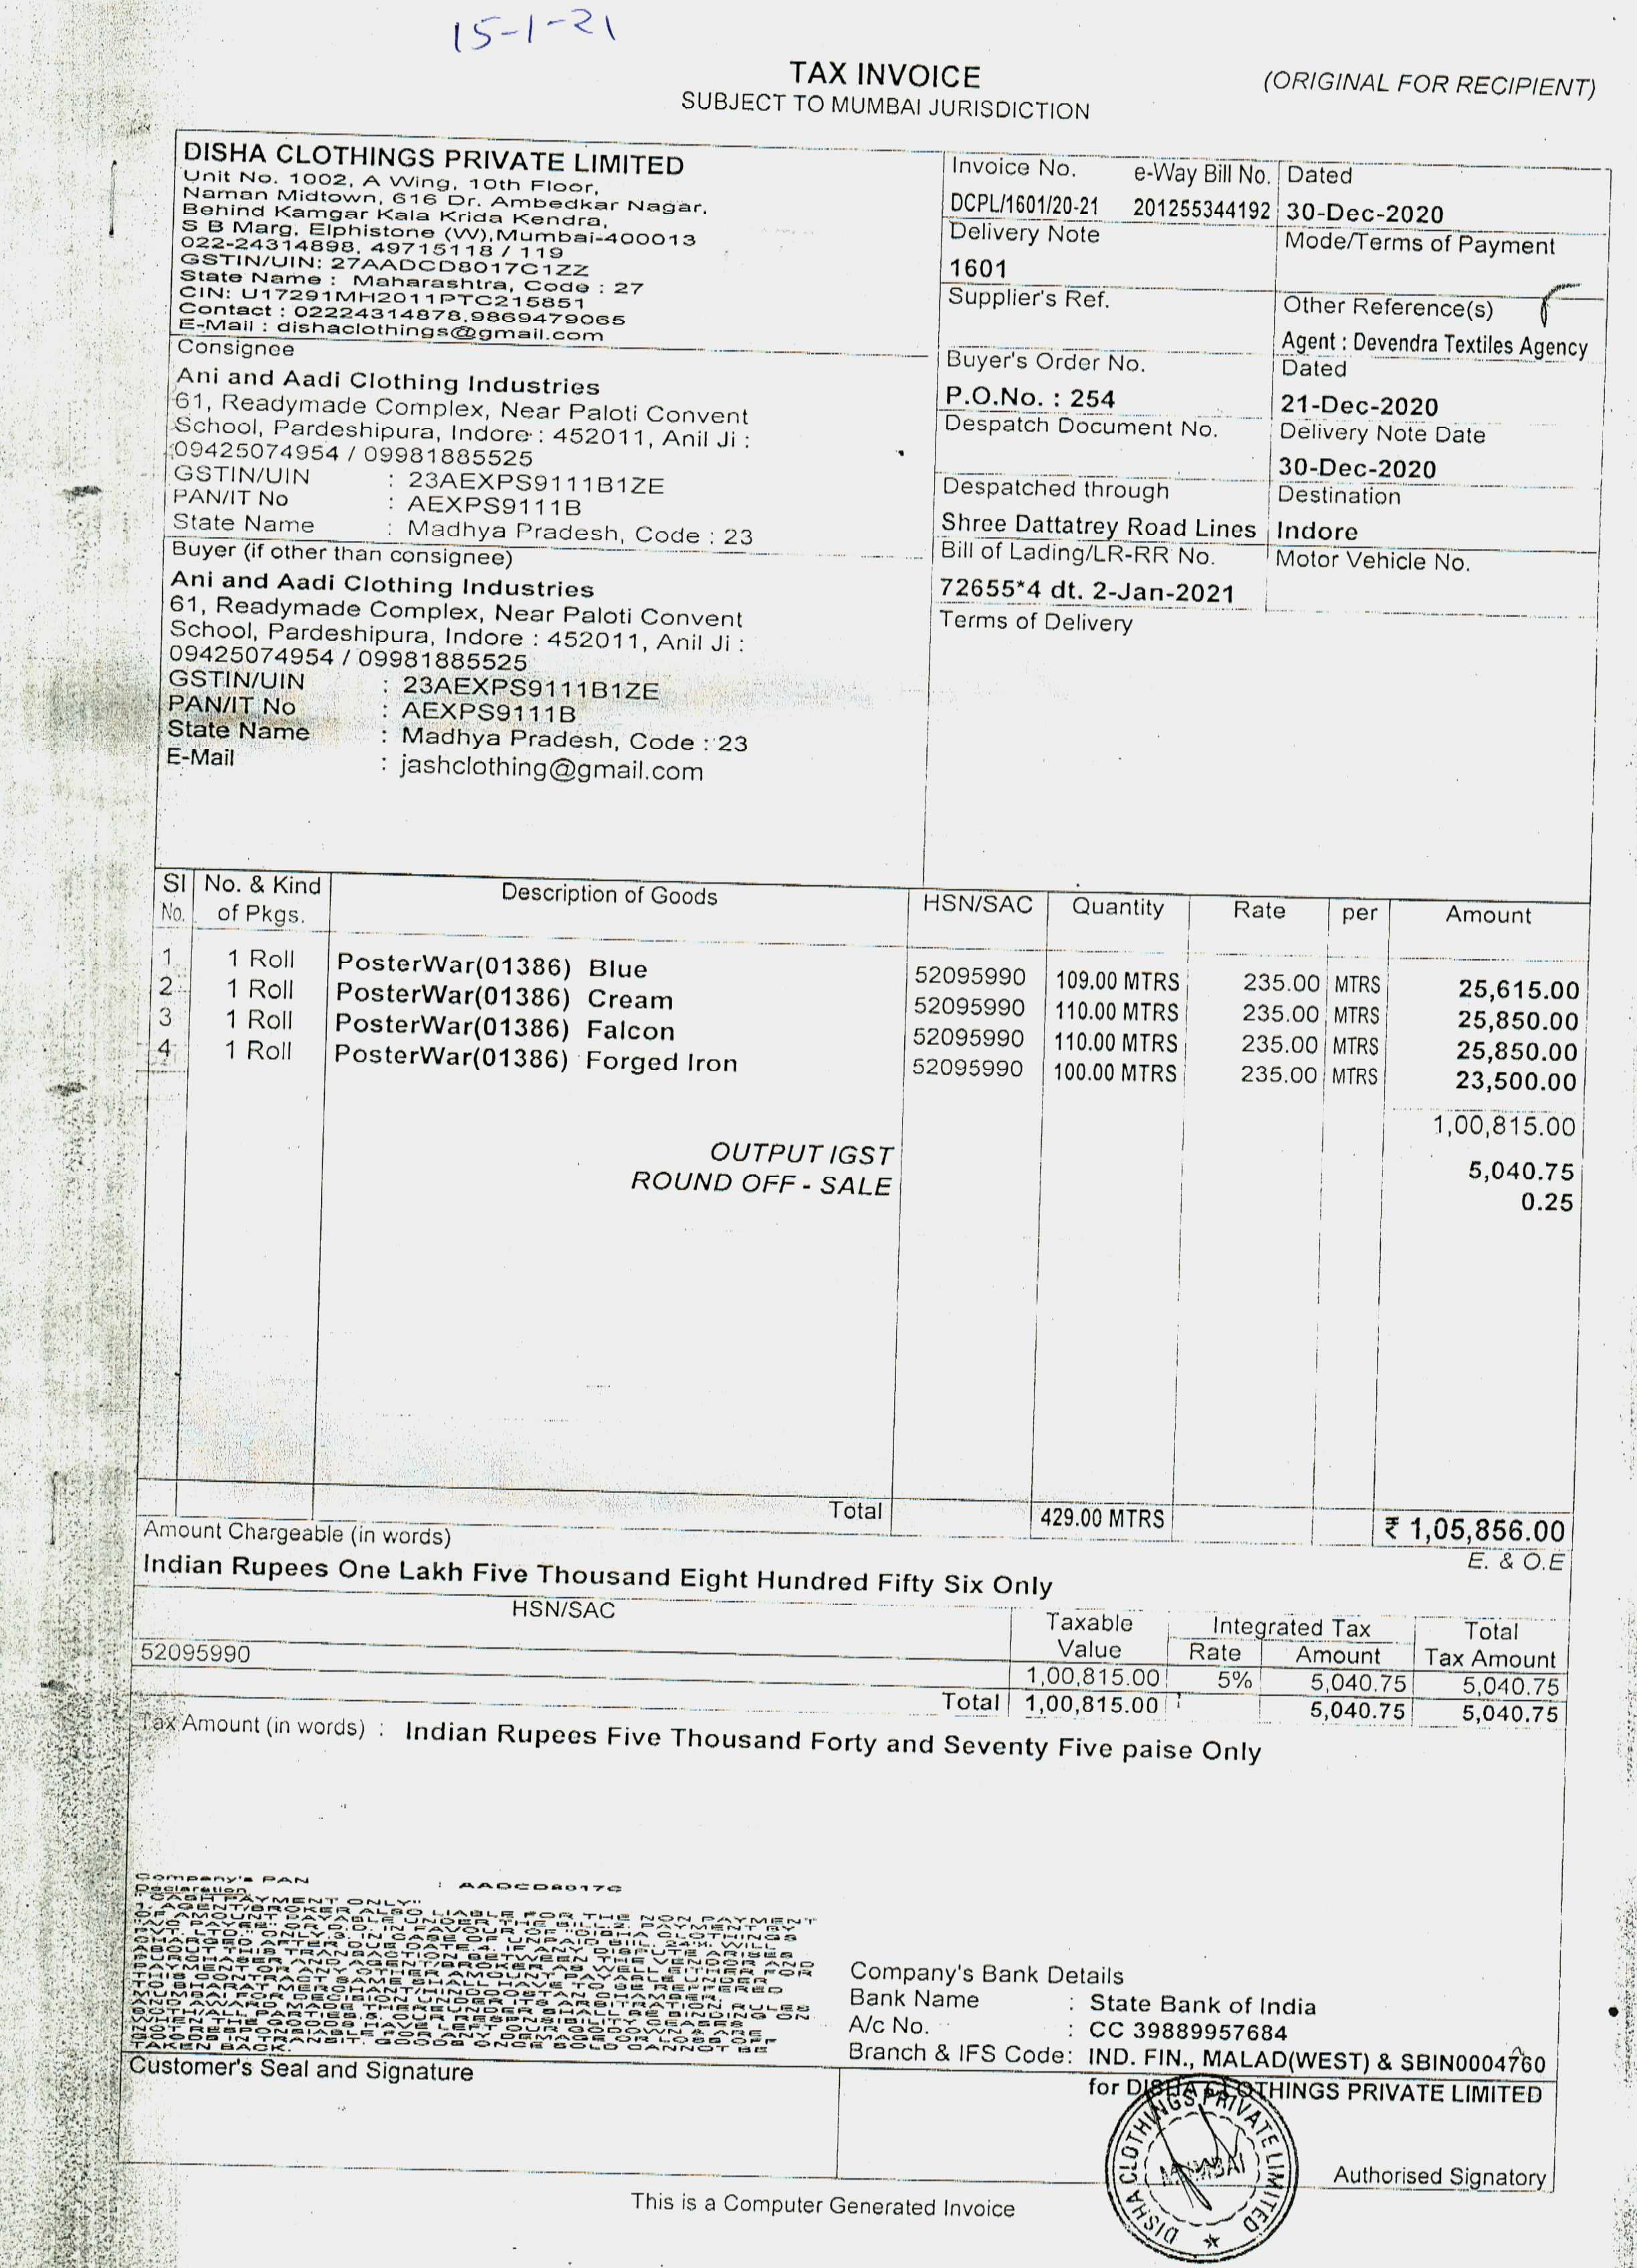 15-1-21
TAX INVOICE
(ORIGINAL FOR RECIPIENT)
SUBJECT TO MUMBAI JURISDICTION
DISHA CLOTHINGS PRIVATE LIMITED
Unit No. 1002, A Wing, 10th Floor,
Naman Midtown, 616 Dr. Ambedkar Nagar.
Behind Kamgar Kala Krida Kendra,
S B Marg, Elphistone (W),Mumbai-400013
022-24314898, 49715118 / 119
GSTIN/UIN: 27AADCD8017C1ZZ
State Name : Maharashtra, Code : 27
CIN: U17291MH2011PTC215851
Contact : 02224314878,9869479065
E-Mail : dishaclothings@gmail.com
Invoice No. e-Way Bill No. Dated
DCPL/1601/20-21 201255344192 30-Dec-2020
Delivery Note Mode/Terms of Payment
1601
Supplier's Ref. Other Reference(s)
Agent : Devendra Textiles Agency
Buyer's Order No. Dated
P.O.No. : 254 21-Dec-2020
Despatch Document No. Delivery Note Date
30-Dec-2020
Despatched through Destination
Shree Dattatrey Road Lines Indore
Bill of Lading/LR-RR No. Motor Vehicle No.
72655*4 dt. 2-Jan-2021
Terms of Delivery
Consignee
Ani and Aadi Clothing Industries
61, Readymade Complex, Near Paloti Convent
School, Pardeshipura, Indore : 452011, Anil Ji :
09425074954 / 09981885525
GSTIN/UIN : 23AEXPS9111B1ZE
PAN/IT No : AEXPS9111B
State Name : Madhya Pradesh, Code : 23
Buyer (if other than consignee)
Ani and Aadi Clothing Industries
61, Readymade Complex, Near Paloti Convent
School, Pardeshipura, Indore : 452011, Anil Ji :
09425074954 / 09981885525
GSTIN/UIN : 23AEXPS9111B1ZE
PAN/IT No : AEXPS9111B
State Name : Madhya Pradesh, Code : 23
E-Mail : jashclothing@gmail.com
Sl No. No. & Kind of Pkgs. Description of Goods HSN/SAC Quantity Rate per Amount
1 1 Roll PosterWar(01386) Blue 52095990 109.00 MTRS 235.00 MTRS 25,615.00
2 1 Roll PosterWar(01386) Cream 52095990 110.00 MTRS 235.00 MTRS 25,850.00
3 1 Roll PosterWar(01386) Falcon 52095990 110.00 MTRS 235.00 MTRS 25,850.00
4 1 Roll PosterWar(01386) Forged Iron 52095990 100.00 MTRS 235.00 MTRS 23,500.00
1,00,815.00
OUTPUT IGST 5,040.75
ROUND OFF - SALE 0.25
Total 429.00 MTRS ₹ 1,05,856.00
Amount Chargeable (in words) E. & O.E
Indian Rupees One Lakh Five Thousand Eight Hundred Fifty Six Only
HSN/SAC Taxable Value Integrated Tax Rate Amount Total Tax Amount
52095990 1,00,815.00 5% 5,040.75 5,040.75
Total 1,00,815.00 5,040.75 5,040.75
Tax Amount (in words) : Indian Rupees Five Thousand Forty and Seventy Five paise Only
Company's PAN : AADCD8017C
Declaration
TAKEN BACK.
Company's Bank Details
Bank Name : State Bank of India
A/c No. : CC 39889957684
Branch & IFS Code: IND. FIN., MALAD(WEST) & SBIN0004760
Customer's Seal and Signature
for DISHA CLOTHINGS PRIVATE LIMITED
DISHA CLOTHINGS PRIVATE LIMITED
MUMBAI
Authorised Signatory
This is a Computer Generated Invoice